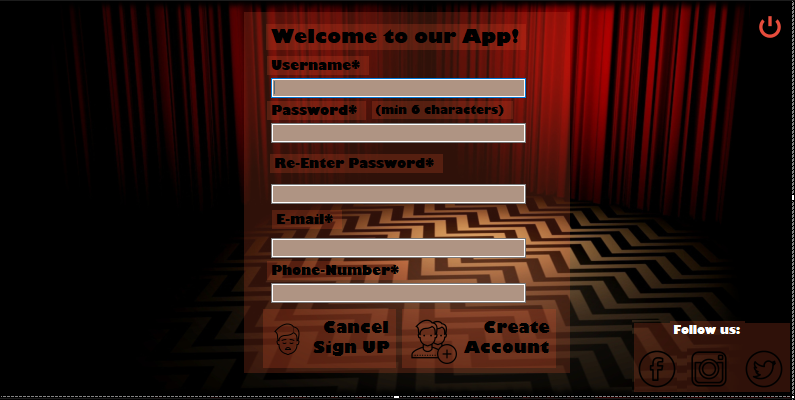 Welcome to our App!
Username*
Password* (min 6 characters)
Re-Enter Password*
E-mail*
Phone-Number*
Cancel
Sign UP
Create
Account
Follow us: